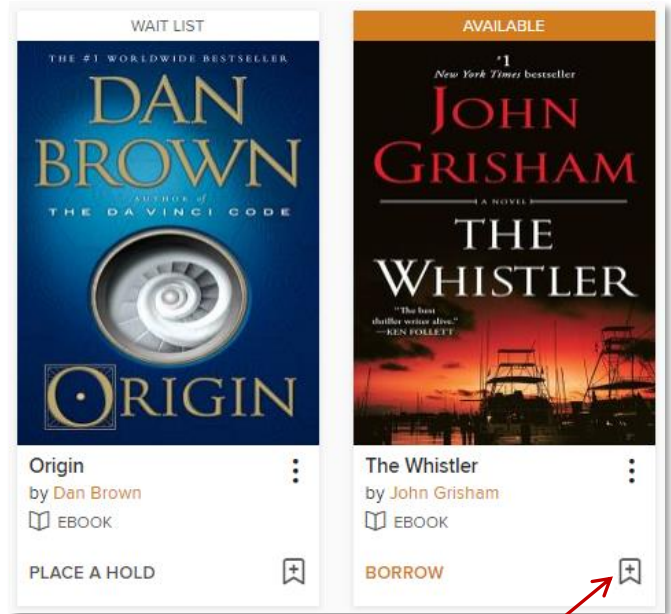 WAIT LIST
THE #1 WORLDWIDE BESTSELLER
DAN
BROWN
AUTHOR of
THE DA VINCI CODE
ORIGIN
Origin
by Dan Brown
EBOOK
PLACE A HOLD
AVAILABLE
#1
New York Times bestseller
JOHN
GRISHAM
A NOVEL
THE
WHISTLER
"The best
thriller writer alive."
—KEN FOLLETT
The Whistler
by John Grisham
EBOOK
BORROW